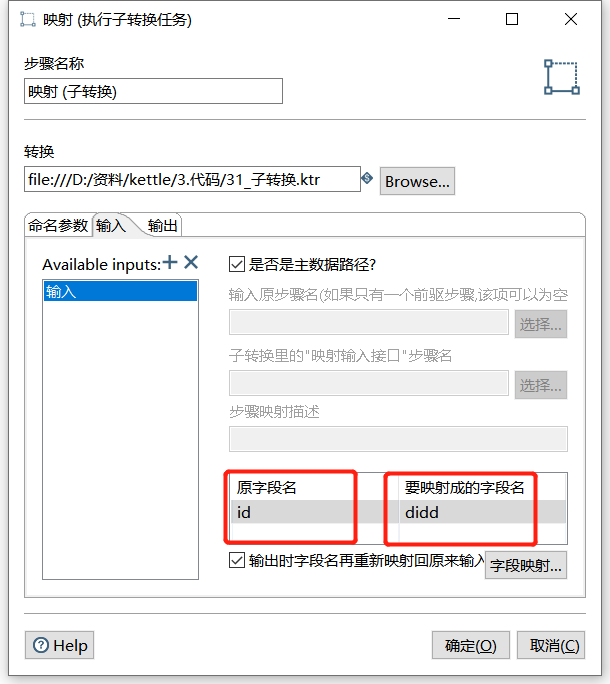 映射 (执行子转换任务)
步骤名称
映射 (子转换)
转换
file:///D:/资料/kettle/3.代码/31_子转换.ktr
Browse...
命名参数 输入 输出
Available inputs:
输入
是否是主数据路径?
输入原步骤名(如果只有一个前驱步骤,该项可以为空
选择...
子转换里的"映射输入接口"步骤名
选择...
步骤映射描述
原字段名 要映射成的字段名
id didd
输出时字段名再重新映射回原来输入
字段映射...
Help
确定(O)
取消(C)